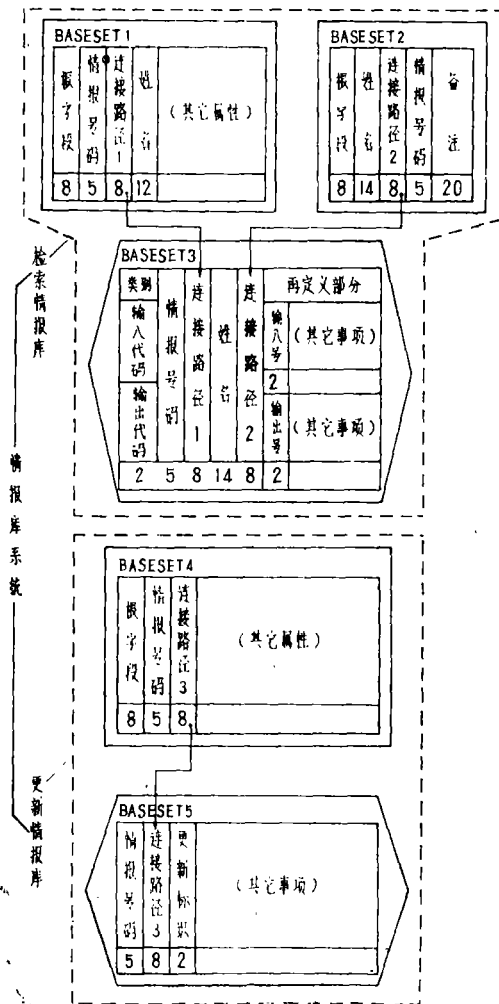 BASESET1
根字段
情报号码
连接路径1
姓名
(其它属性)
8 5 8 12
BASESET2
根字段
姓名
连接路径2
情报号码
备注
8 14 8 5 20
检索情报库
BASESET3
类别
输入代码
输出代码
情报号码
连接路径1
姓名
连接路径2
再定义部分
输入号
(其它事项)
2
输出号
(其它事项)
2 5 8 14 8 2
情报库系统
BASESET4
根字段
情报号码
连接路径3
(其它属性)
8 5 8
更新情报库
BASESET5
情报号码
连接路径3
更新标识
(其它事项)
5 8 2